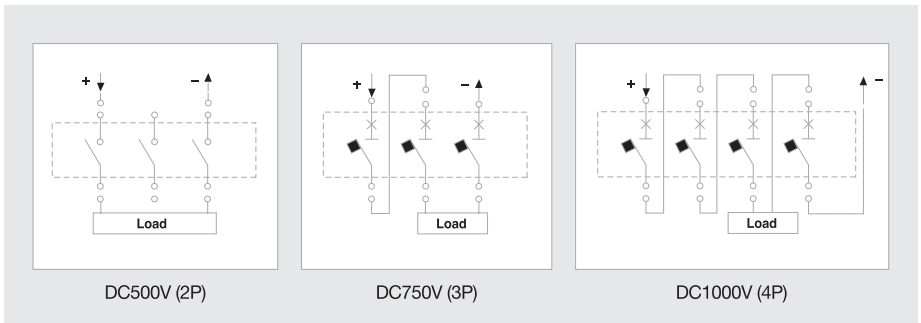 + −
+ −
+ −
Load
Load
Load
DC500V (2P)
DC750V (3P)
DC1000V (4P)